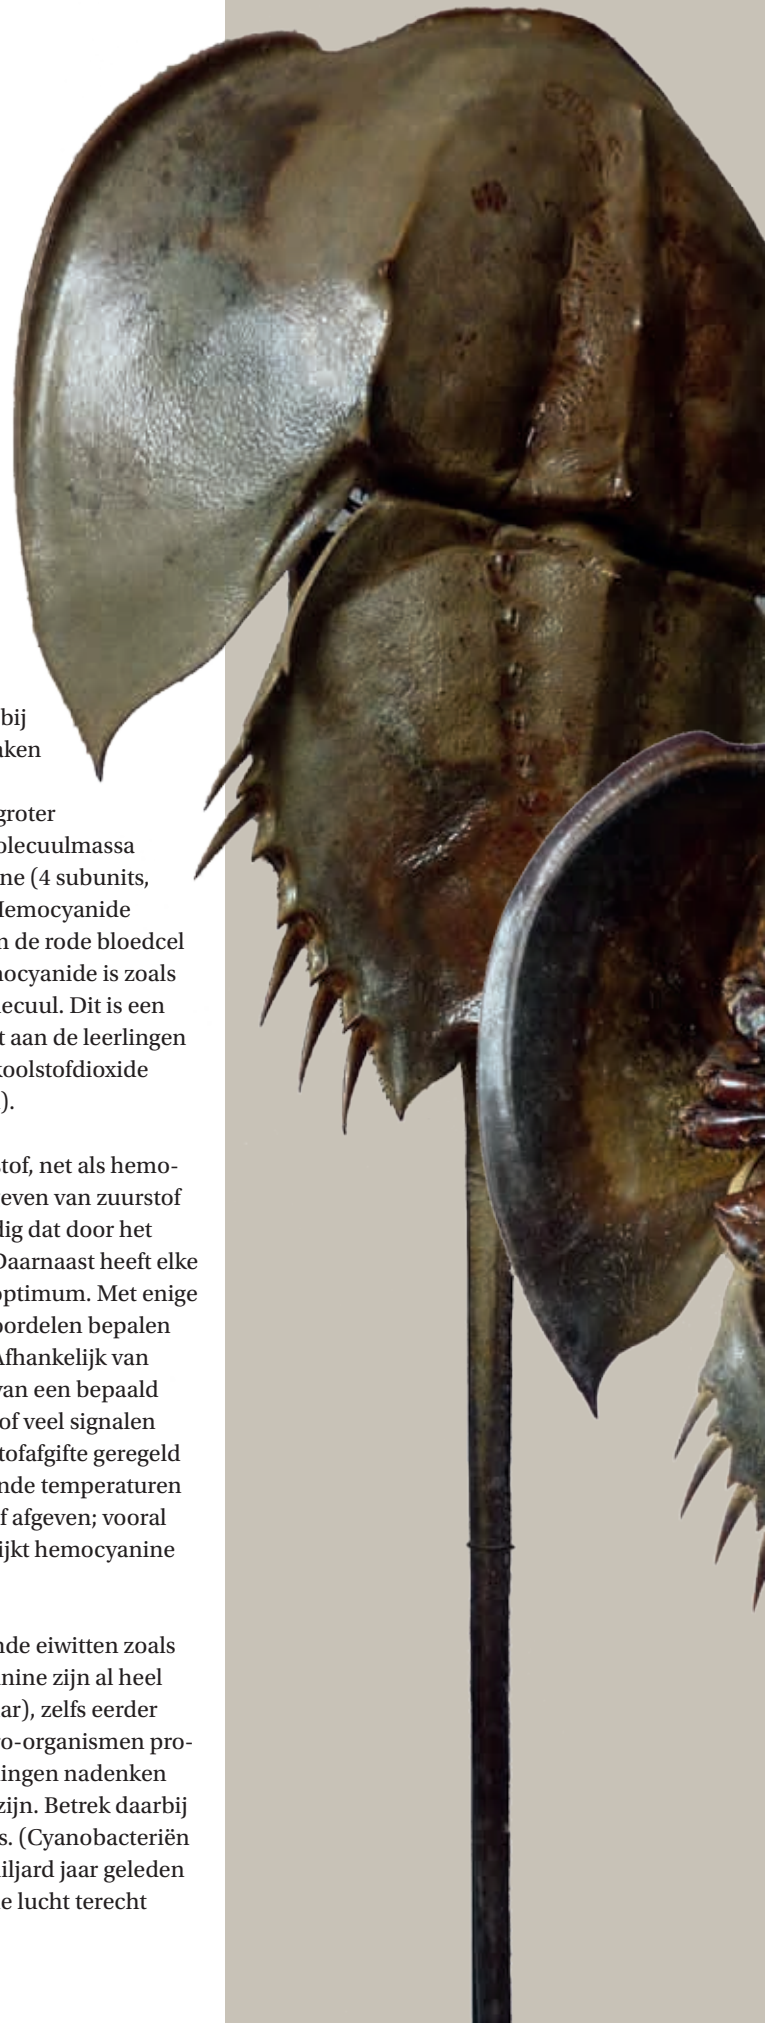 bij
aken
groter
olecuulmassa
ne (4 subunits,
Hemocyanide
n de rode bloedcel
nocyanide is zoals
ecuul. Dit is een
t aan de leerlingen
koolstofdioxide
).
tof, net als hemo-
even van zuurstof
dig dat door het
Daarnaast heeft elke
optimum. Met enige
oordelen bepalen
Afhankelijk van
van een bepaald
of veel signalen
tofafgifte geregeld
nde temperaturen
f afgeven; vooral
ijkt hemocyanine
nde eiwitten zoals
nine zijn al heel
ar), zelfs eerder
o-organismen pro-
lingen nadenken
zijn. Betrek daarbij
s. (Cyanobacteriën
iljard jaar geleden
e lucht terecht